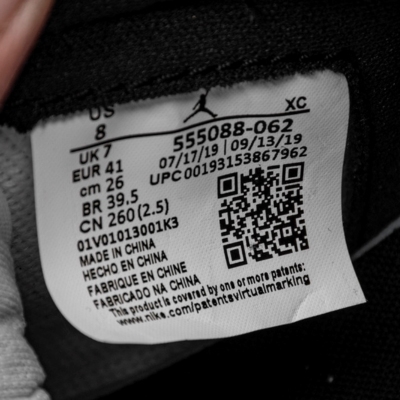 US 8
XC
UK 7
EUR 41
cm 26
BR 39.5
CN 260 (2.5)
555088-062
07/17/19 | 09/13/19
UPC 00193153867962
01V01013001K3
MADE IN CHINA
HECHO EN CHINA
FABRIQUE EN CHINE
FABRICADO NA CHINA
This product is covered by one or more patents:
www.nike.com/patentsvirtualmarking